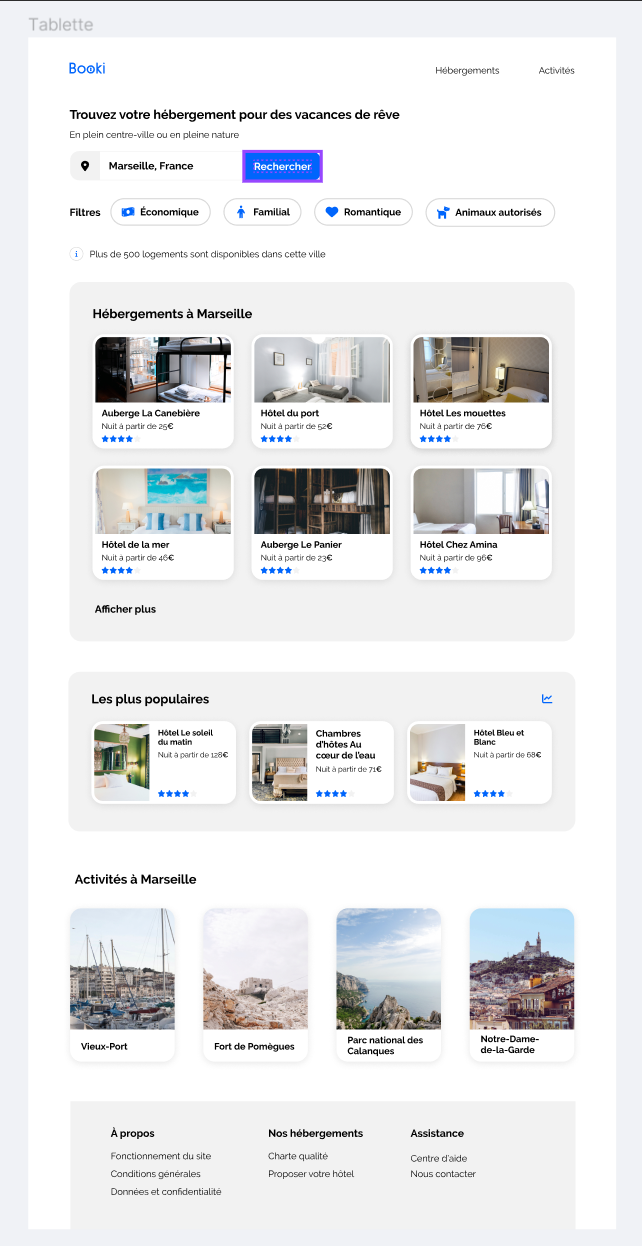 Tablette
Booki
Hébergements
Activités
Trouvez votre hébergement pour des vacances de rêve
En plein centre-ville ou en pleine nature
Marseille, France
Rechercher
Filtres
Économique
Familial
Romantique
Animaux autorisés
Plus de 500 logements sont disponibles dans cette ville
Hébergements à Marseille
Auberge La Canebière
Nuit à partir de 25€
Hôtel du port
Nuit à partir de 52€
Hôtel Les mouettes
Nuit à partir de 76€
Hôtel de la mer
Nuit à partir de 46€
Auberge Le Panier
Nuit à partir de 23€
Hôtel Chez Amina
Nuit à partir de 96€
Afficher plus
Les plus populaires
Hôtel Le soleil
du matin
Nuit à partir de 128€
Chambres
d'hôtes Au
cœur de l'eau
Nuit à partir de 71€
Hôtel Bleu et
Blanc
Nuit à partir de 68€
Activités à Marseille
Vieux-Port
Fort de Pomègues
Parc national des
Calanques
Notre-Dame-
de-la-Garde
À propos
Fonctionnement du site
Conditions générales
Données et confidentialité
Nos hébergements
Charte qualité
Proposer votre hôtel
Assistance
Centre d'aide
Nous contacter